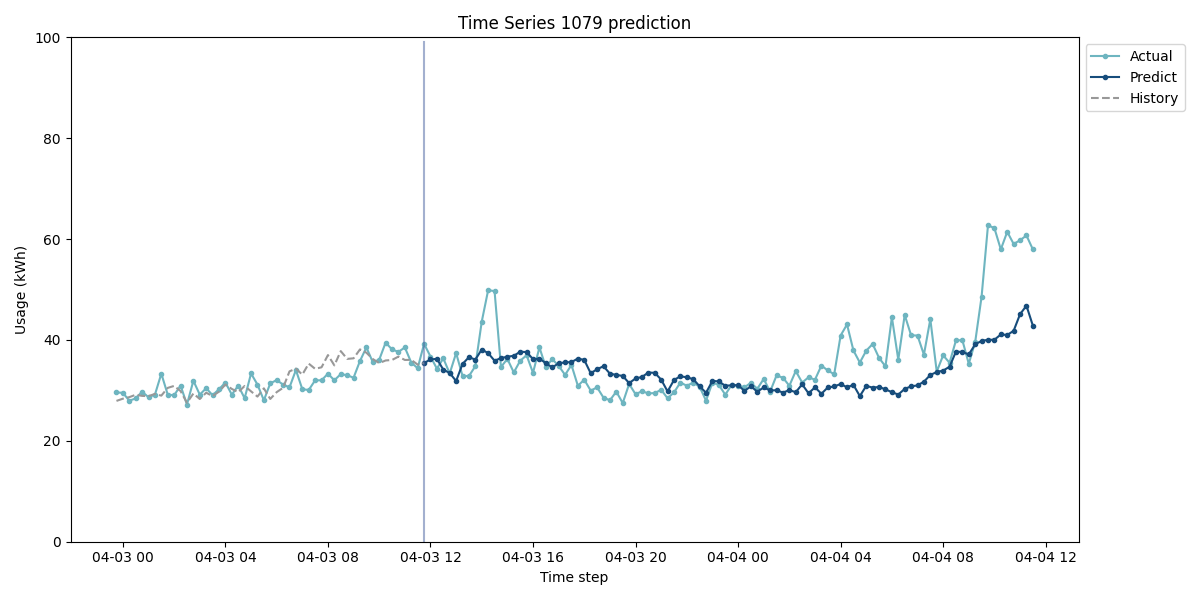 Time Series 1079 prediction
Actual
Predict
History
Usage (kWh)
100
80
60
40
20
0
04-03 00
04-03 04
04-03 08
04-03 12
04-03 16
04-03 20
04-04 00
04-04 04
04-04 08
04-04 12
Time step